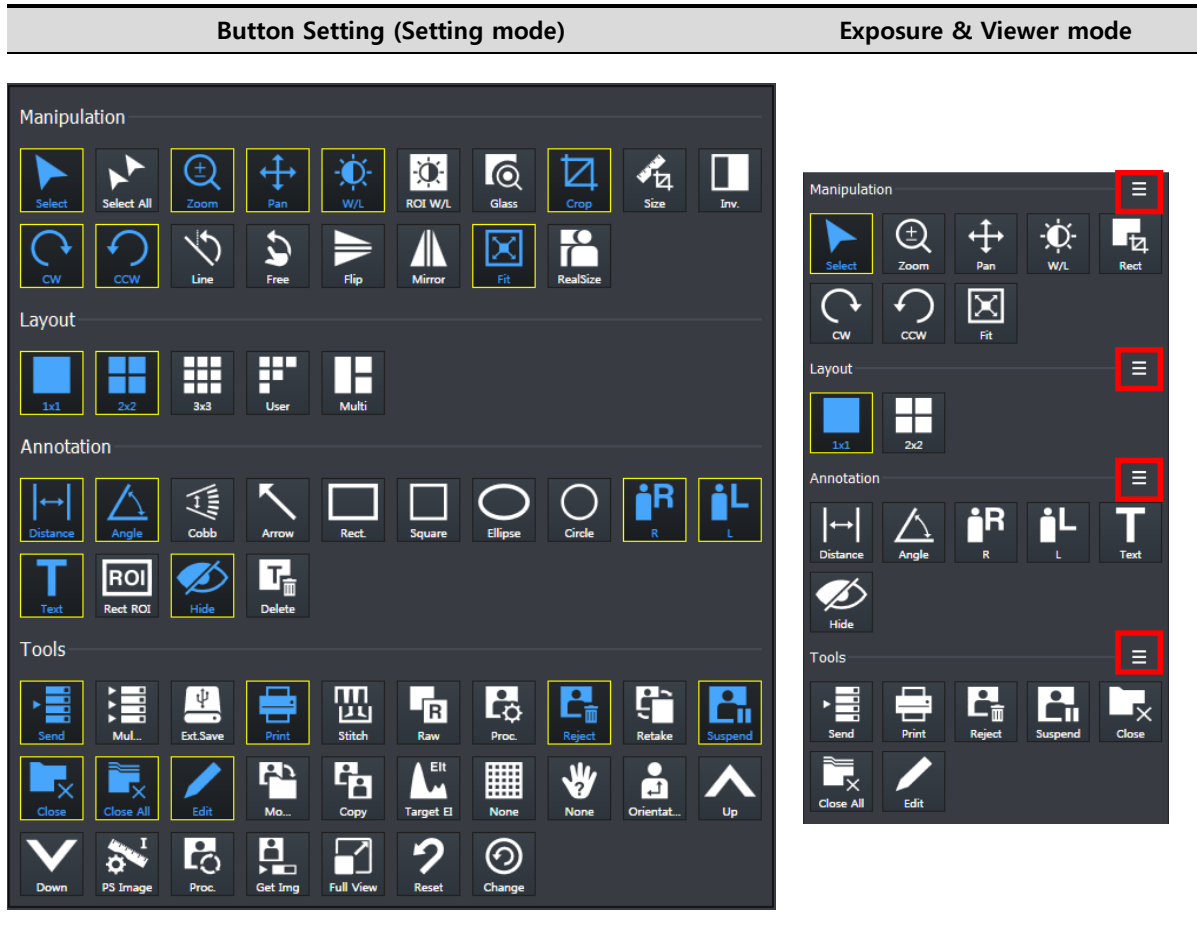 Button Setting (Setting mode)
Exposure & Viewer mode
Manipulation
Select Select All Zoom Pan W/L ROI W/L Glass Crop Size Inv.
CW CCW Line Free Flip Mirror Fit RealSize
Layout
1x1 2x2 3x3 User Multi
Annotation
Distance Angle Cobb Arrow Rect. Square Ellipse Circle R R L L
T Text ROI Rect ROI Hide T Delete
Tools
Send Mul... Ext.Save Print Stitch R Raw Proc. Reject Retake Suspend
Close Close All Edit Mo... Copy EIt Target EI None ? None Orientat... Up
Down I PS Image Proc. Get Img Full View Reset Change
Manipulation
Select Zoom Pan W/L Rect
CW CCW Fit
Layout
1x1 2x2
Annotation
Distance Angle R R L L T Text
Hide
Tools
Send Print Reject Suspend Close
Close All Edit